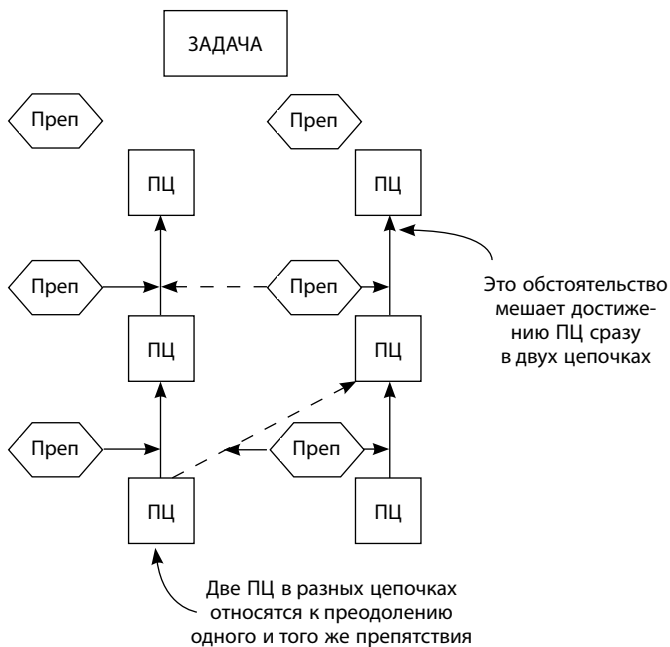 ЗАДАЧА
Преп
Преп
ПЦ
ПЦ
Преп
Преп
Это обстоятельство
мешает достиже-
нию ПЦ сразу
в двух цепочках
ПЦ
ПЦ
Преп
Преп
ПЦ
ПЦ
Две ПЦ в разных цепочках
относятся к преодолению
одного и того же препятствия